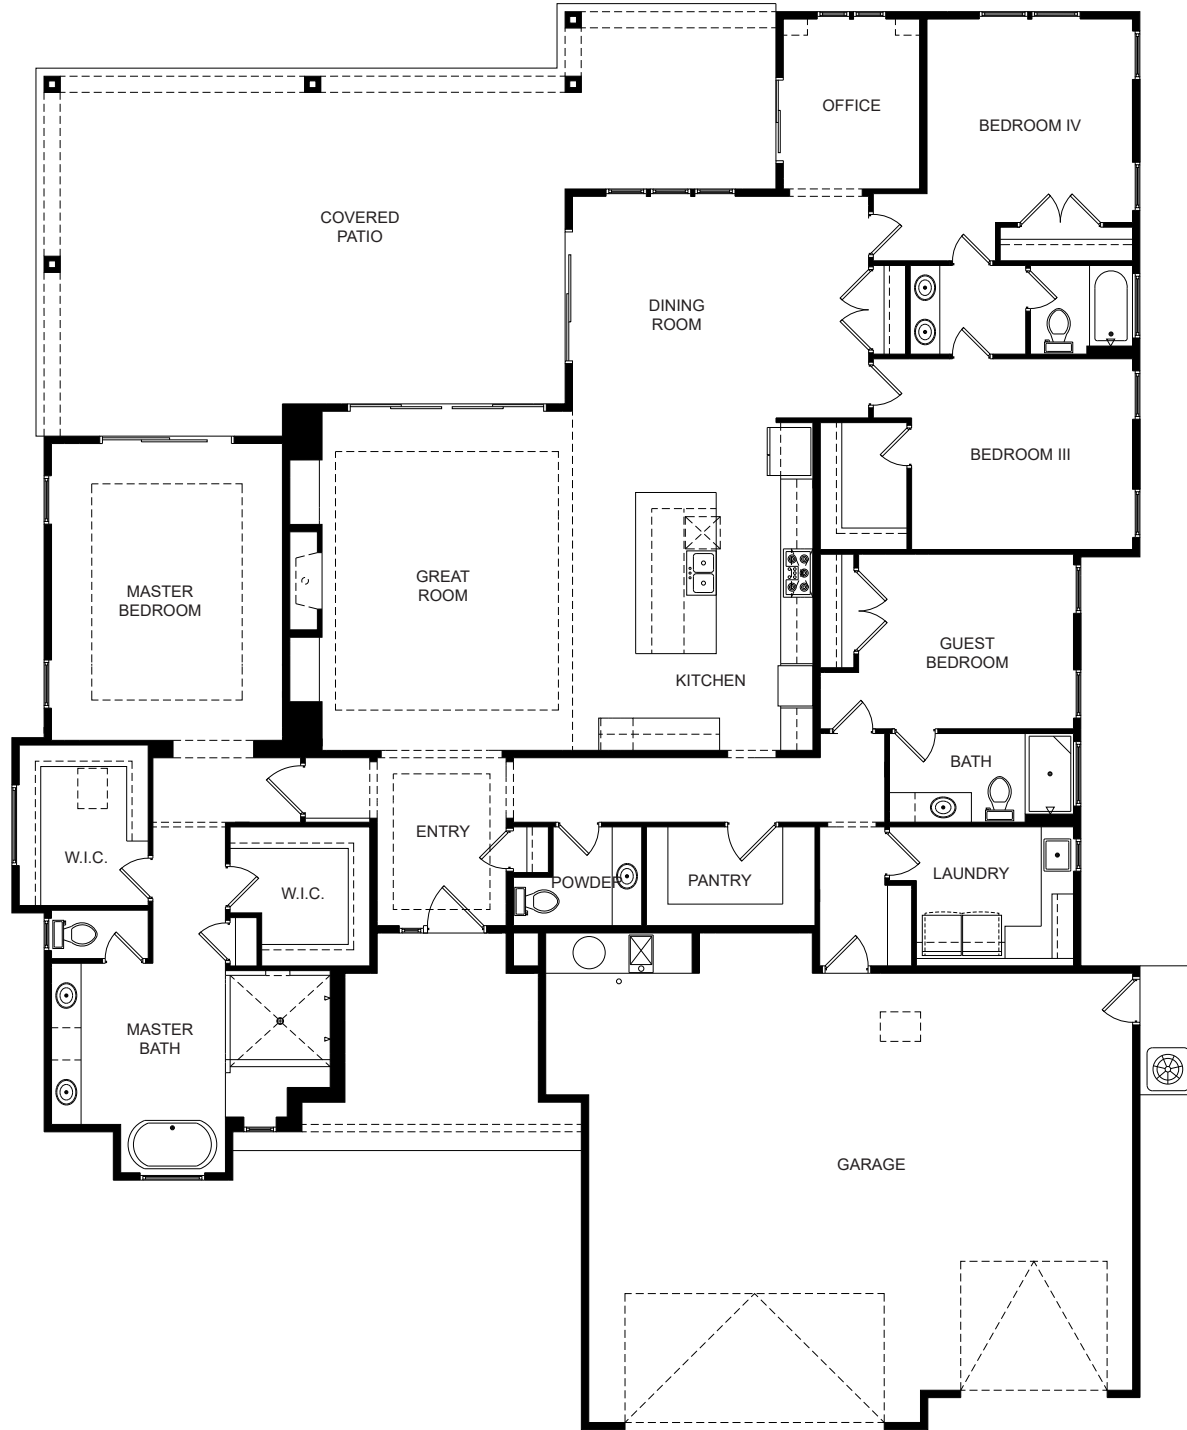 OFFICE
BEDROOM IV
COVERED
PATIO
DINING
ROOM
BEDROOM III
MASTER
BEDROOM
GREAT
ROOM
GUEST
BEDROOM
KITCHEN
BATH
ENTRY
W.I.C.
W.I.C.
POWDER
PANTRY
LAUNDRY
MASTER
BATH
GARAGE